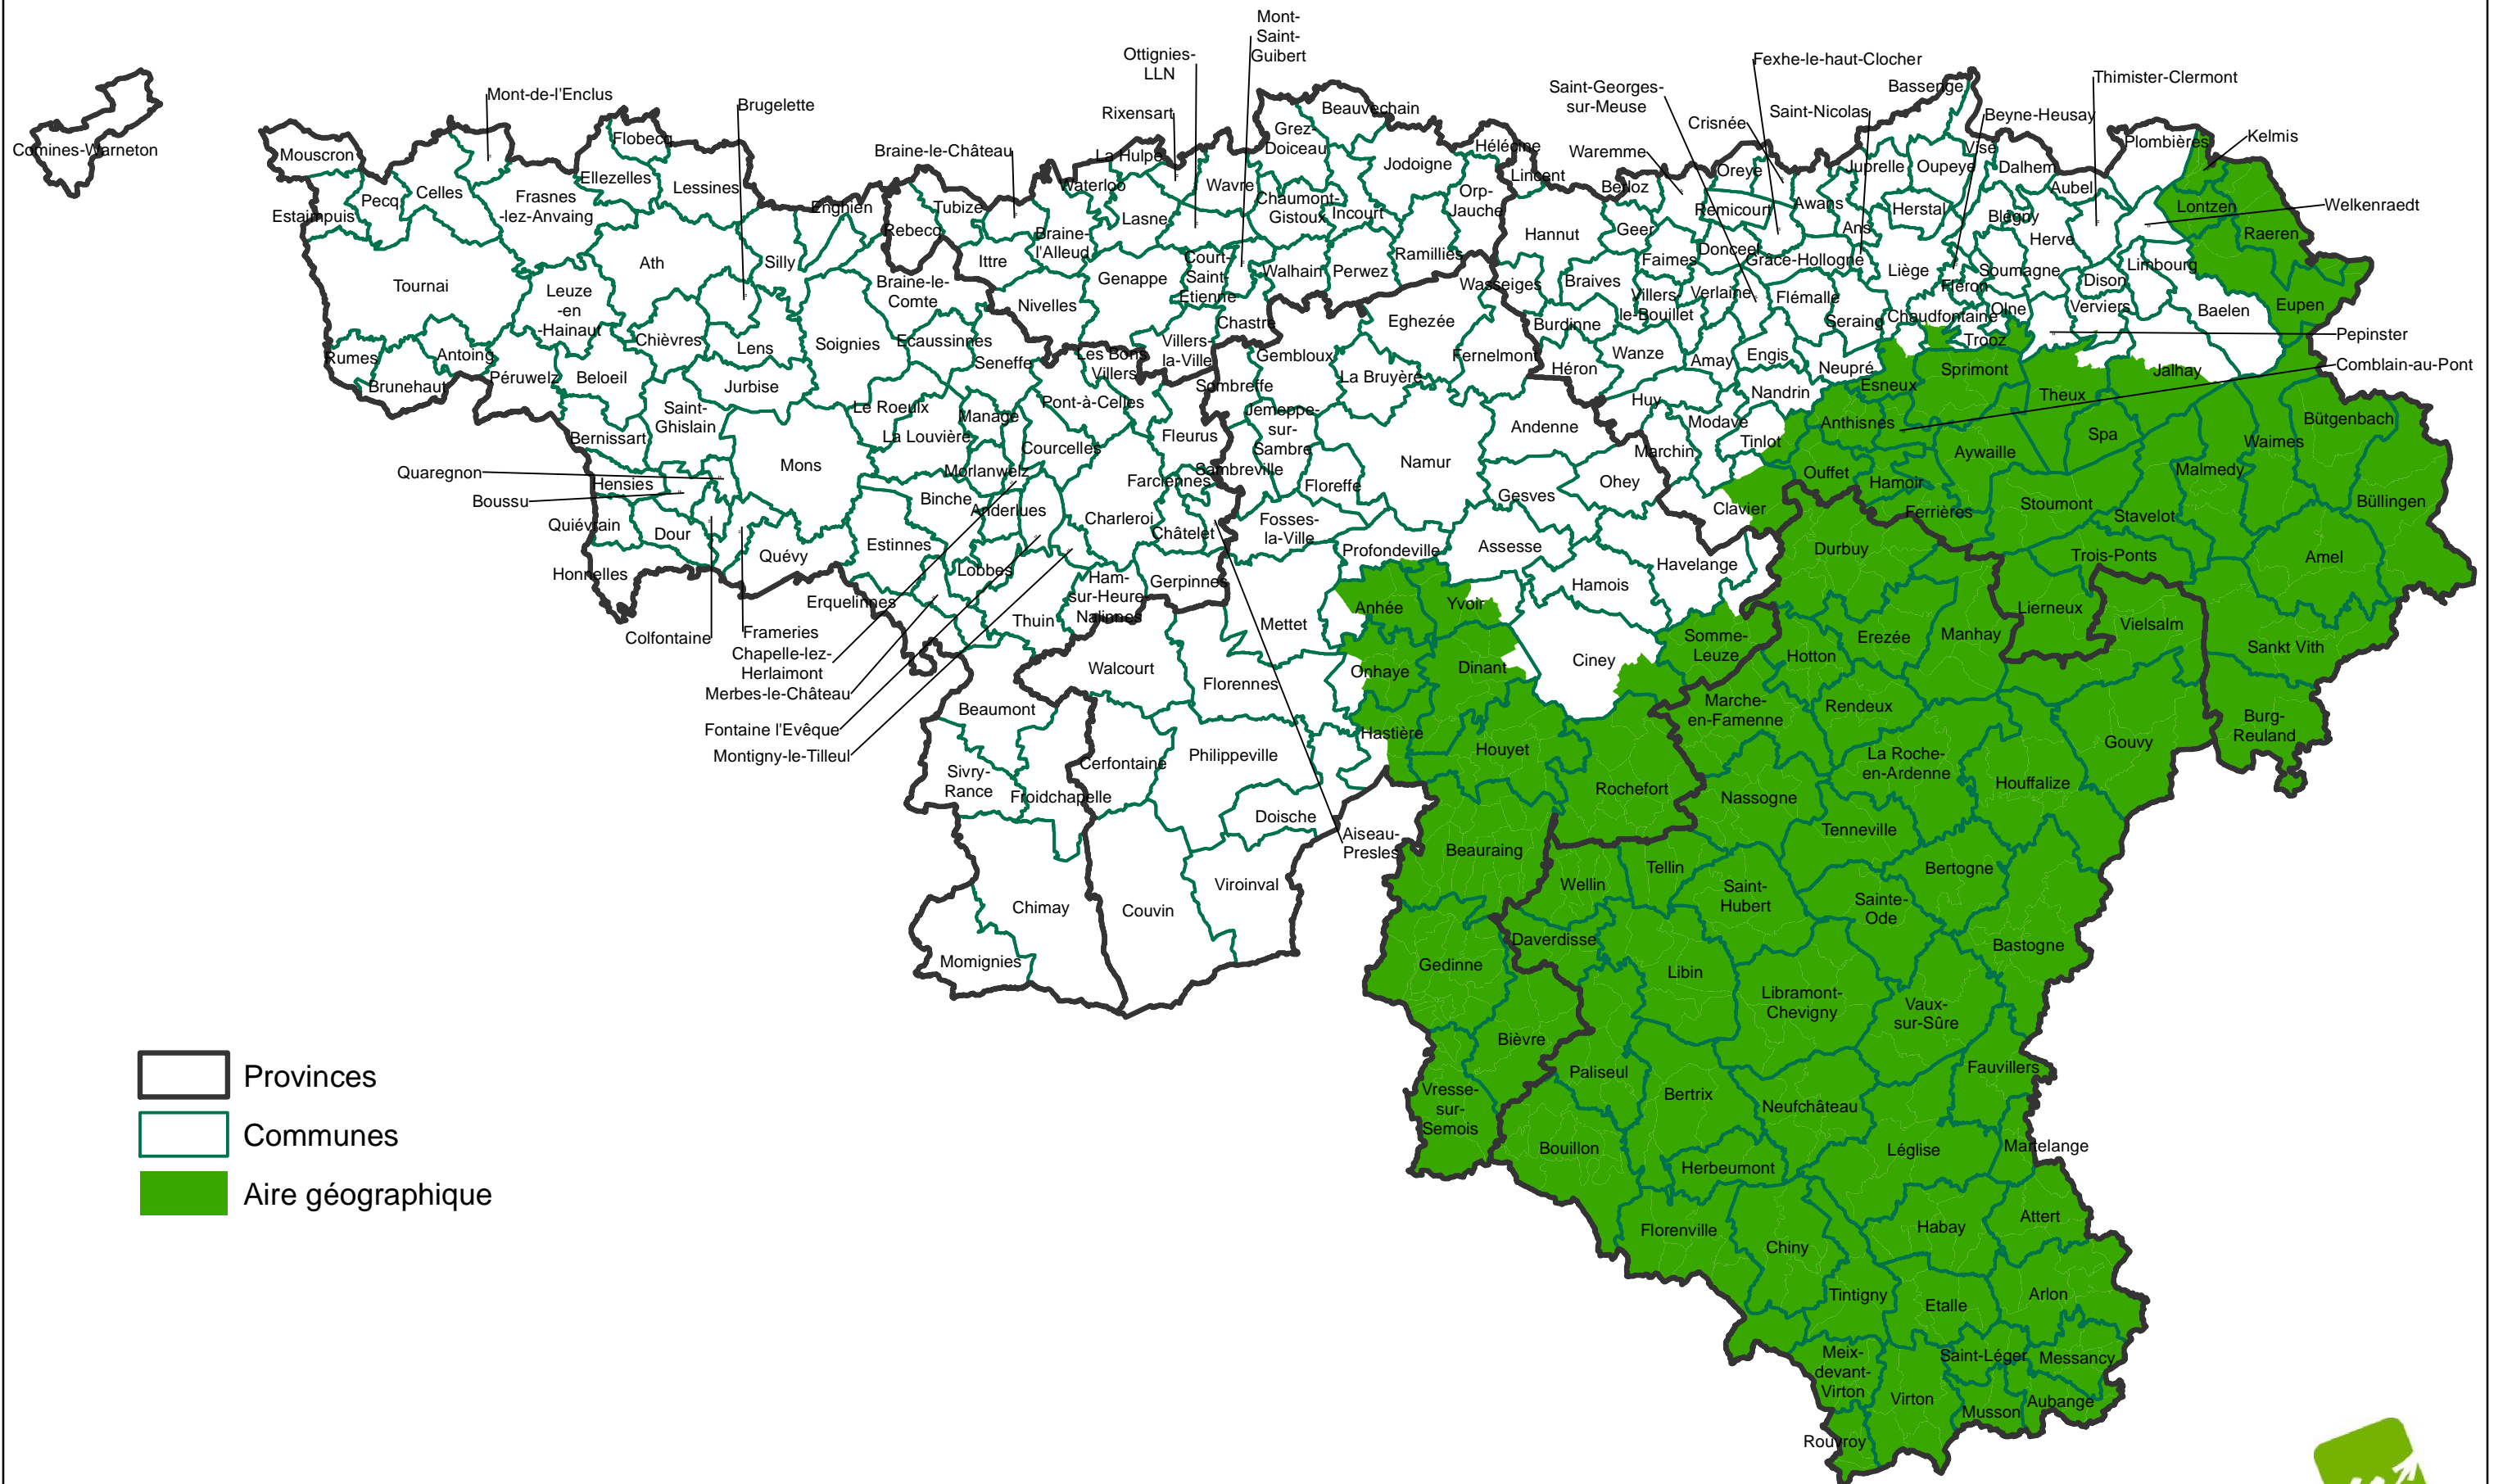 Mont-
Saint-
Guibert
Ottignies-
LLN
Fexhe-le-haut-Clocher
Thimister-Clermont
Saint-Georges-
sur-Meuse
Bassenge
Mont-de-l'Enclus
Brugelette
Rixensart
Beauvechain
Crisnée
Saint-Nicolas
Beyne-Heusay
Kelmis
Comines-Warneton
Mouscron
Flobecq
Braine-le-Château
La Hulpe
Grez-
Doiceau
Jodoigne
Hélécine
Waremme
Visé
Plombières
Lincent
Berloz
Oreye
Juprelle
Oupeye
Dalhem
Aubel
Pecq
Celles
Frasnes
-lez-Anvaing
Ellezelles
Lessines
Enghien
Tubize
Waterloo
Wavre
Chaumont-
Gistoux
Incourt
Orp-
Jauche
Remicourt
Awans
Herstal
Blegny
Lontzen
Welkenraedt
Estaimpuis
Rebecq
Braine-
l'Alleud
Lasne
Hannut
Geer
Ans
Herve
Raeren
Tournai
Leuze
-en
-Hainaut
Ath
Silly
Braine-le-
Comte
Ittre
Genappe
Court-
Saint-
Etienne
Walhain
Perwez
Ramillies
Wasseiges
Braives
Faimes
Donceel
Grâce-Hollogne
Liège
Soumagne
Fléron
Dison
Limbourg
Villers-
le-Bouillet
Verlaine
Flémalle
Nivelles
Eupen
Verviers
Baelen
Olne
Chaudfontaine
Seraing
Rumes
Antoing
Brunehaut
Péruwelz
Beloeil
Chièvres
Lens
Jurbise
Soignies
Ecaussinnes
Seneffe
Les Bons
Villers
Villers-
la-Ville
Chastre
Gembloux
Eghezée
Fernelmont
Burdinne
Héron
Wanze
Amay
Engis
Neupré
Trooz
Pepinster
Comblain-au-Pont
Sombreffe
La Bruyère
Esneux
Sprimont
Theux
Jalhay
Saint-
Ghislain
Bernissart
Le Roeulx
Manage
Pont-à-Celles
Jemeppe-
sur-
Sambre
Huy
Nandrin
Modave
Tinlot
Anthisnes
Bütgenbach
La Louvière
Courcelles
Fleurus
Andenne
Marchin
Spa
Waimes
Mons
Morlanwelz
Farciennes
Sambreville
Floreffe
Namur
Ohey
Gesves
Ouffet
Hamoir
Aywaille
Malmedy
Büllingen
Quaregnon
Boussu
Hensies
Quiévrain
Dour
Honnelles
Quévy
Binche
Anderlues
Estinnes
Charleroi
Châtelet
Fosses-
la-Ville
Clavier
Ferrières
Stoumont
Stavelot
Amel
Profondeville
Assesse
Durbuy
Trois-Ponts
Erquelinnes
Lobbes
Thuin
Ham-
sur-Heure-
Nalinnes
Gerpinnes
Mettet
Anhée
Yvoir
Hamois
Havelange
Erezée
Manhay
Lierneux
Vielsalm
Sankt Vith
Colfontaine
Frameries
Chapelle-lez-
Herlaimont
Merbes-le-Château
Fontaine l'Evêque
Montigny-le-Tilleul
Walcourt
Florennes
Onhaye
Dinant
Ciney
Somme-
Leuze
Hotton
Beaumont
Marche-
en-Famenne
Rendeux
Burg-
Reuland
Gouvy
Sivry-
Rance
Froidchapelle
Cerfontaine
Philippeville
Hastière
Houyet
Rochefort
Nassogne
La Roche-
en-Ardenne
Houffalize
Doische
Aiseau-
Presles
Beauraing
Tenneville
Tellin
Wellin
Bertogne
Chimay
Couvin
Viroinval
Saint-
Hubert
Sainte-
Ode
Momignies
Daverdisse
Bastogne
Gedinne
Libin
Libramont-
Chevigny
Vaux-
sur-Sûre
Bièvre
Paliseul
Fauvillers
Vresse-
sur-
Semois
Bertrix
Neufchâteau
Provinces
Communes
Aire géographique
Bouillon
Herbeumont
Léglise
Martelange
Florenville
Chiny
Habay
Attert
Tintigny
Etalle
Arlon
Meix-
devant-
Virton
Saint-Léger
Messancy
Virton
Musson
Aubange
Rouvroy